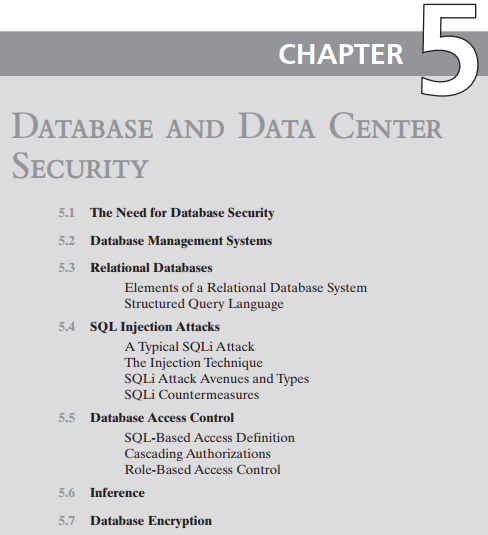 CHAPTER 5
DATABASE AND DATA CENTER
SECURITY
5.1 The Need for Database Security
5.2 Database Management Systems
5.3 Relational Databases
Elements of a Relational Database System
Structured Query Language
5.4 SQL Injection Attacks
A Typical SQLi Attack
The Injection Technique
SQLi Attack Avenues and Types
SQLi Countermeasures
5.5 Database Access Control
SQL-Based Access Definition
Cascading Authorizations
Role-Based Access Control
5.6 Inference
5.7 Database Encryption